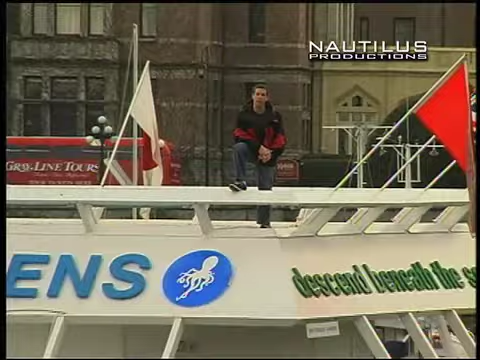 NAUTILUS
PRODUCTIONS
GRAY LINE TOURS
ENS
descend beneath the